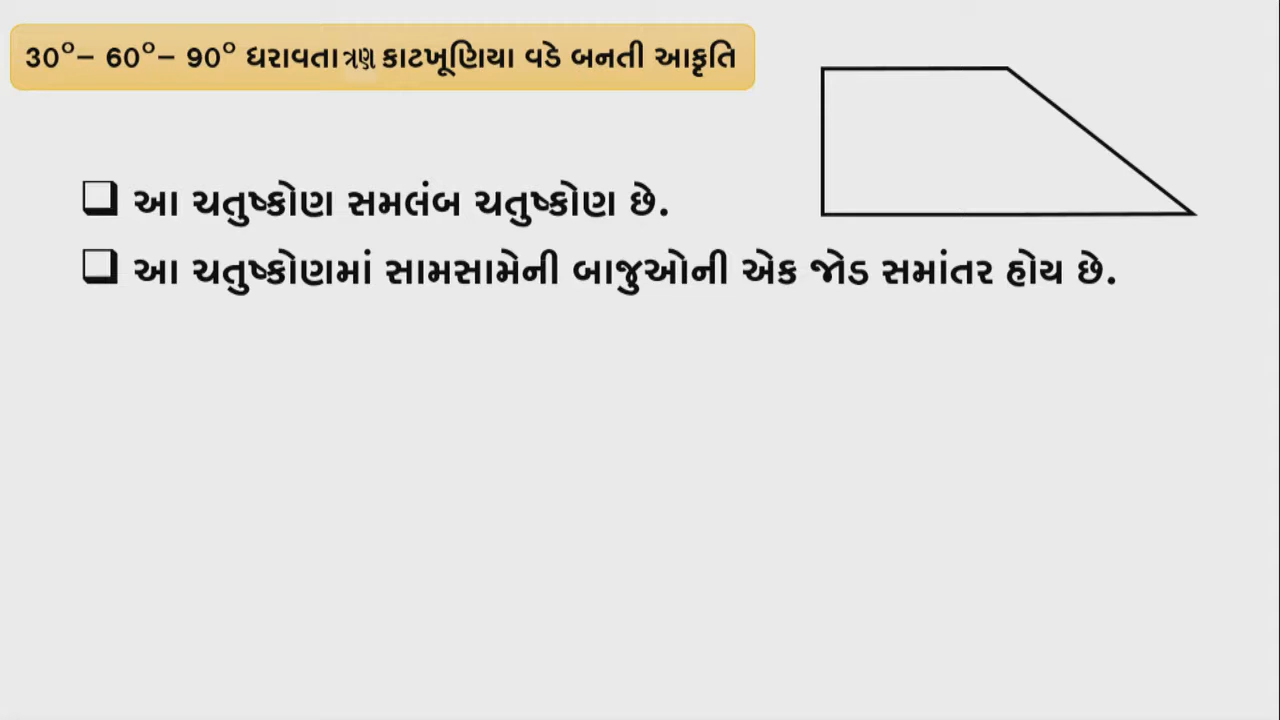 30°– 60°– 90° ધરાવતા ત્રણ કાટખૂણિયા વડે બનતી આકૃતિ
❑ આ ચતુષ્કોણ સમલંબ ચતુષ્કોણ છે.
❑ આ ચતુષ્કોણમાં સામસામેની બાજુઓની એક જોડ સમાંતર હોય છે.